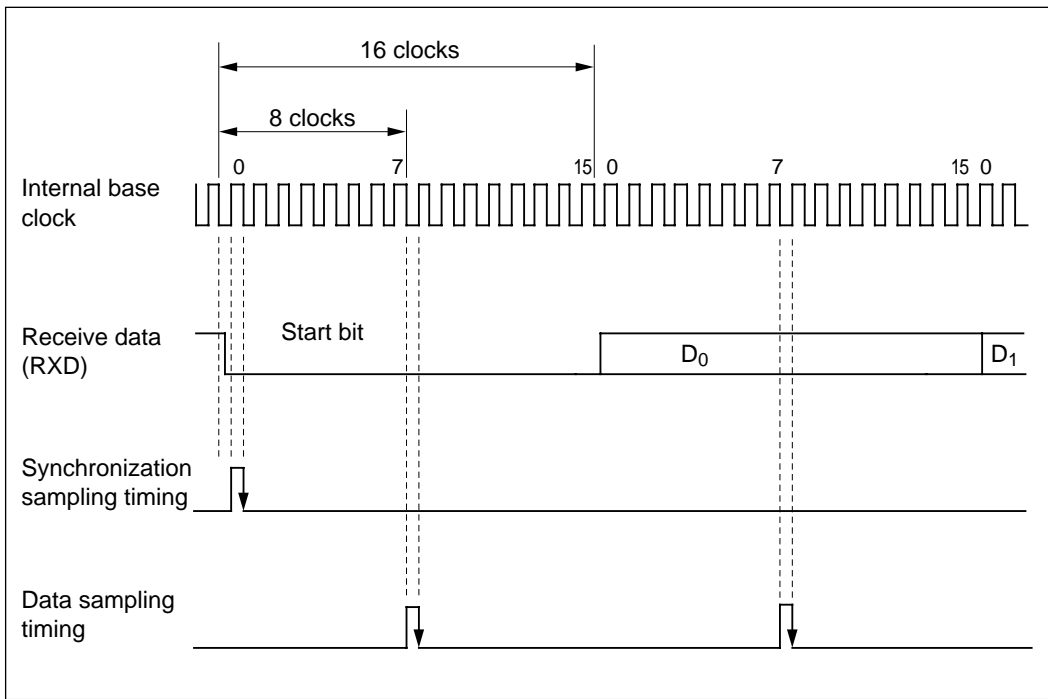 16 clocks
8 clocks
0 7 15 0 7 15 0
Internal base
clock
Receive data
(RXD)
Start bit
D0
D1
Synchronization
sampling timing
Data sampling
timing